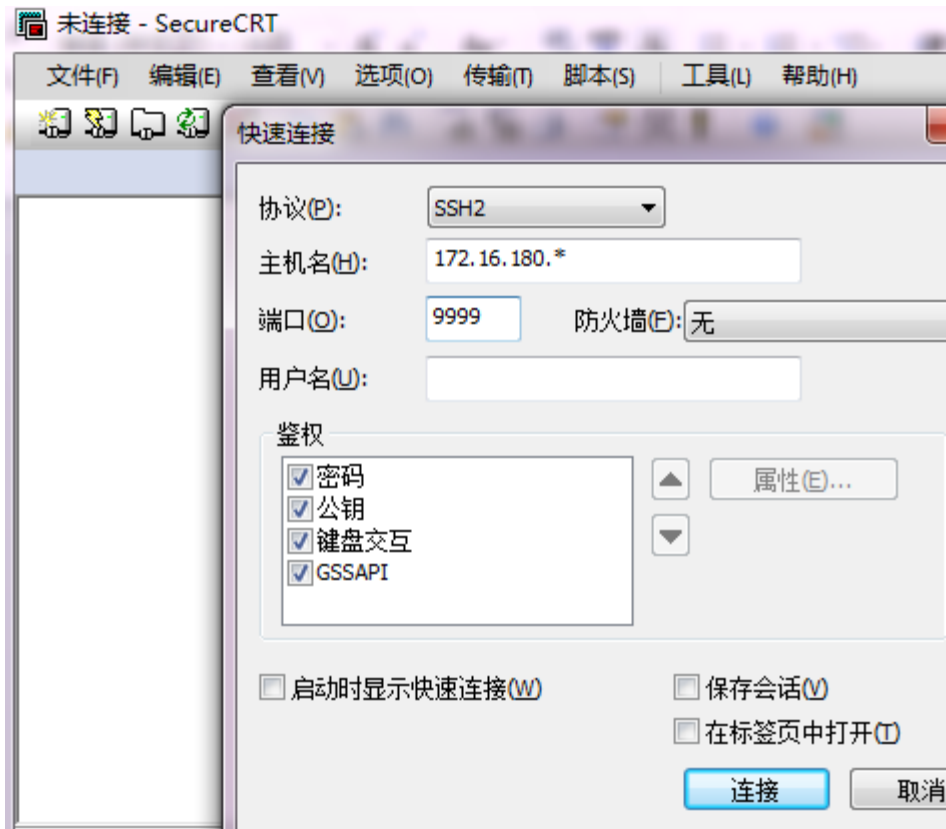 未连接 - SecureCRT
文件(F) 编辑(E) 查看(V) 选项(O) 传输(T) 脚本(S) 工具(L) 帮助(H)
快速连接
协议(P): SSH2
主机名(H): 172.16.180.*
端口(O): 9999 防火墙(F): 无
用户名(U):
鉴权
密码 属性(E)...
公钥
键盘交互
GSSAPI
启动时显示快速连接(W) 保存会话(V)
在标签页中打开(T)
连接 取消